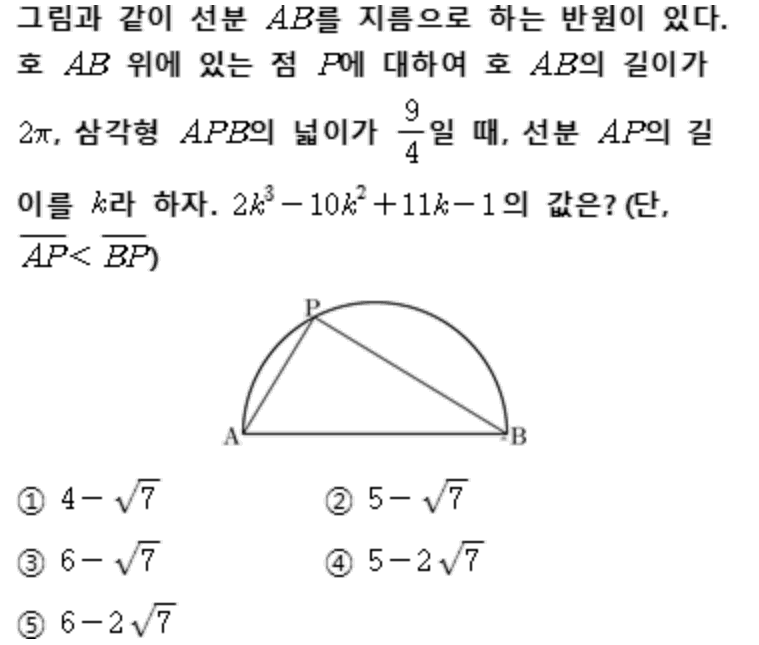 그림과 같이 선분 AB를 지름으로 하는 반원이 있다.
호 AB 위에 있는 점 P에 대하여 호 AB의 길이가
2π, 삼각형 APB의 넓이가 9/4일 때, 선분 AP의 길
이를 k라 하자. 2k³−10k²+11k−1의 값은? (단,
A̅P̅< B̅P̅)
P
A B
① 4−√7 ② 5−√7
③ 6−√7 ④ 5−2√7
⑤ 6−2√7